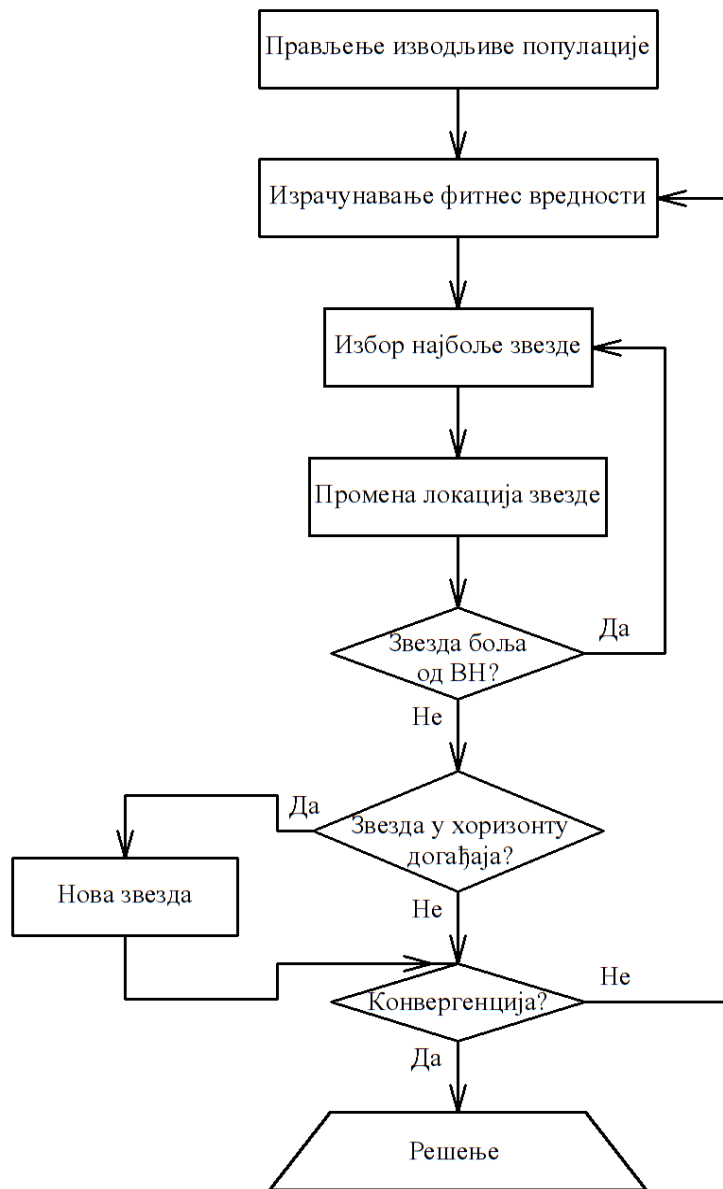 Прављење изводљиве популације
Израчунавање фитнес вредности
Избор најбоље звезде
Промена локација звезде
Звезда боља
од BH?
Да
Не
Звезда у хоризонту
догађаја?
Да
Нова звезда
Не
Конвергенција?
Не
Да
Решење